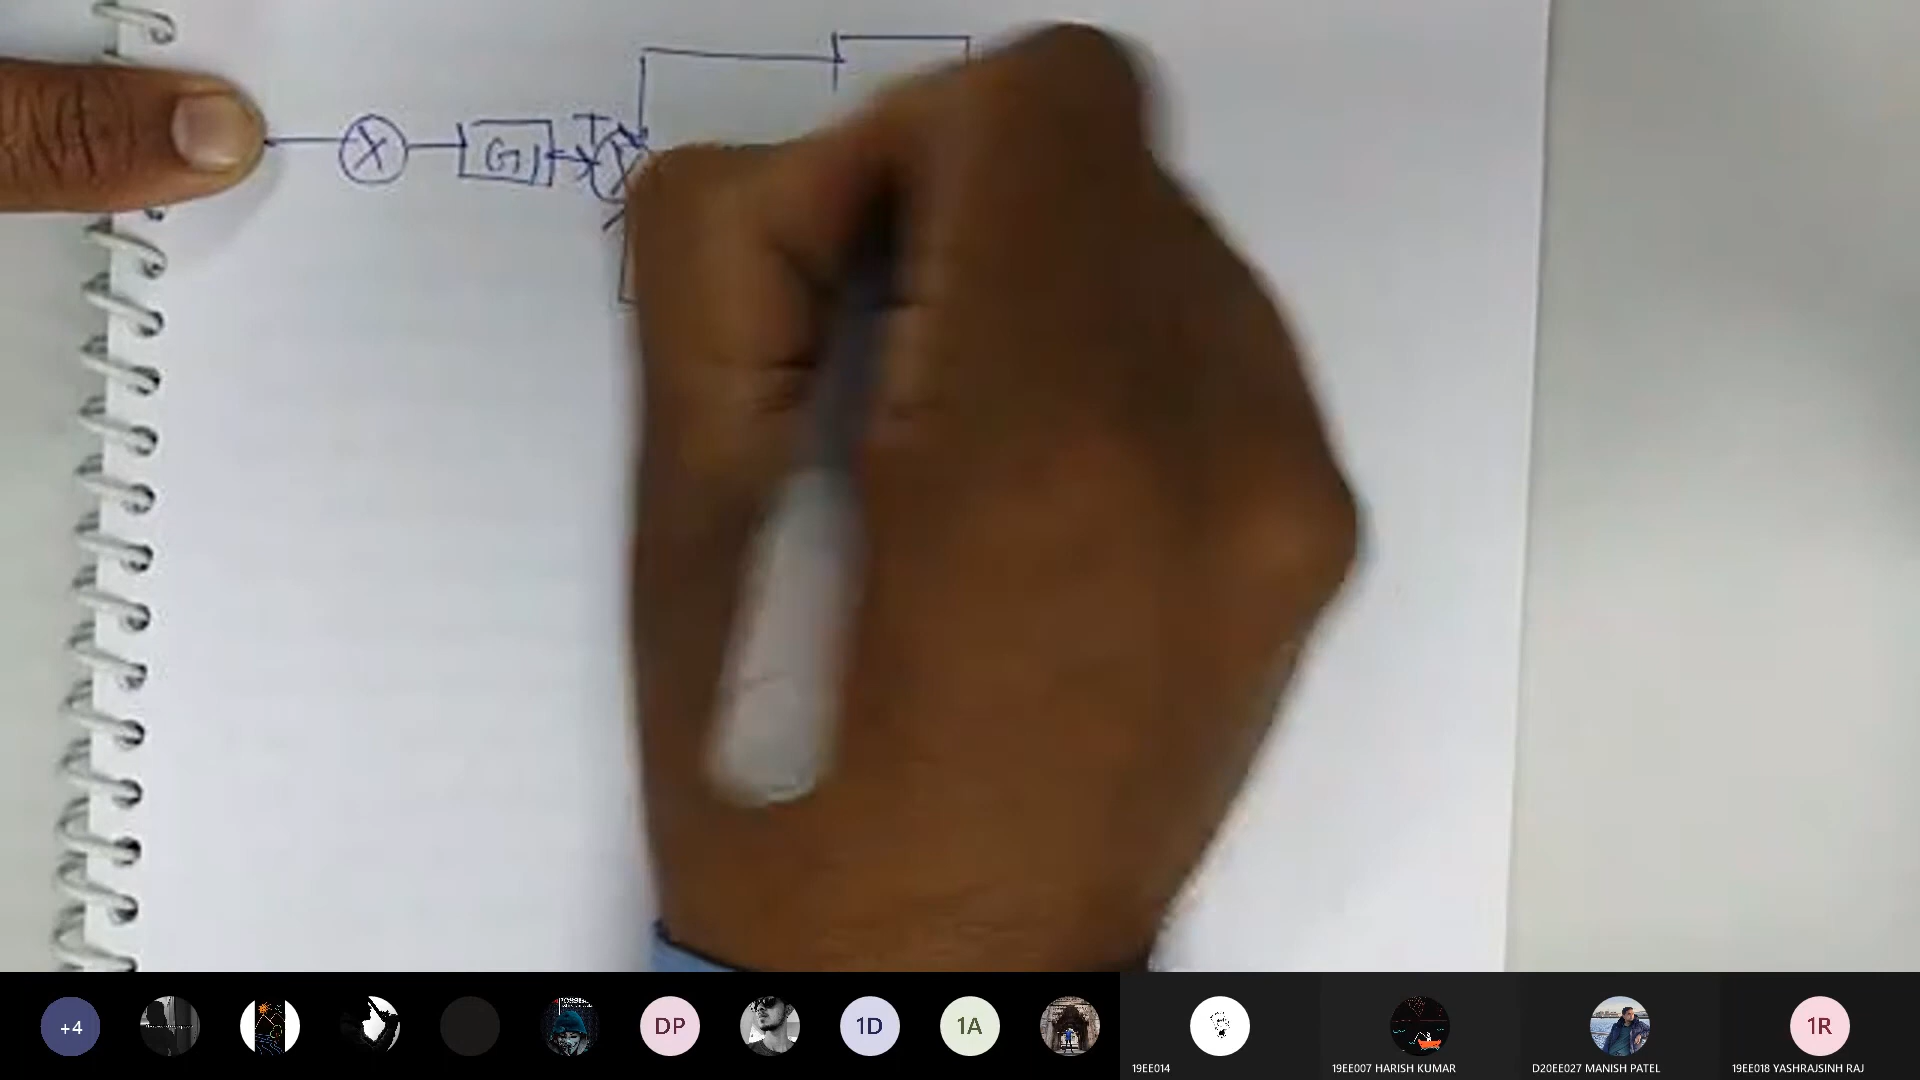 X
G1
+4
DP
1D
1A
1R
19EE014
19EE007 HARISH KUMAR
D20EE027 MANISH PATEL
19EE018 YASHRAJSINH RAJ